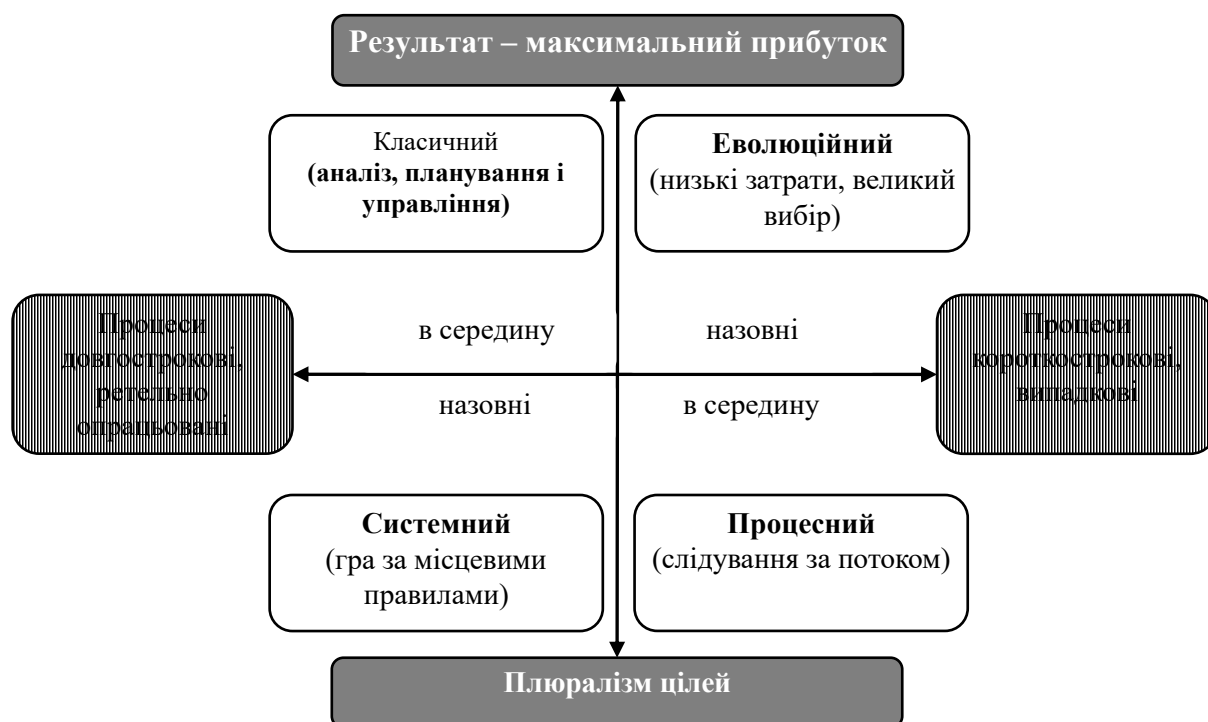 Результат – максимальний прибуток
Класичний
(аналіз, планування і
управління)
Еволюційний
(низькі затрати, великий
вибір)
Процеси
довгострокові,
ретельно
опрацьовані
в середину
назовні
назовні
в середину
Процеси
короткострокові,
випадкові
Системний
(гра за місцевими
правилами)
Процесний
(слідування за потоком)
Плюралізм цілей